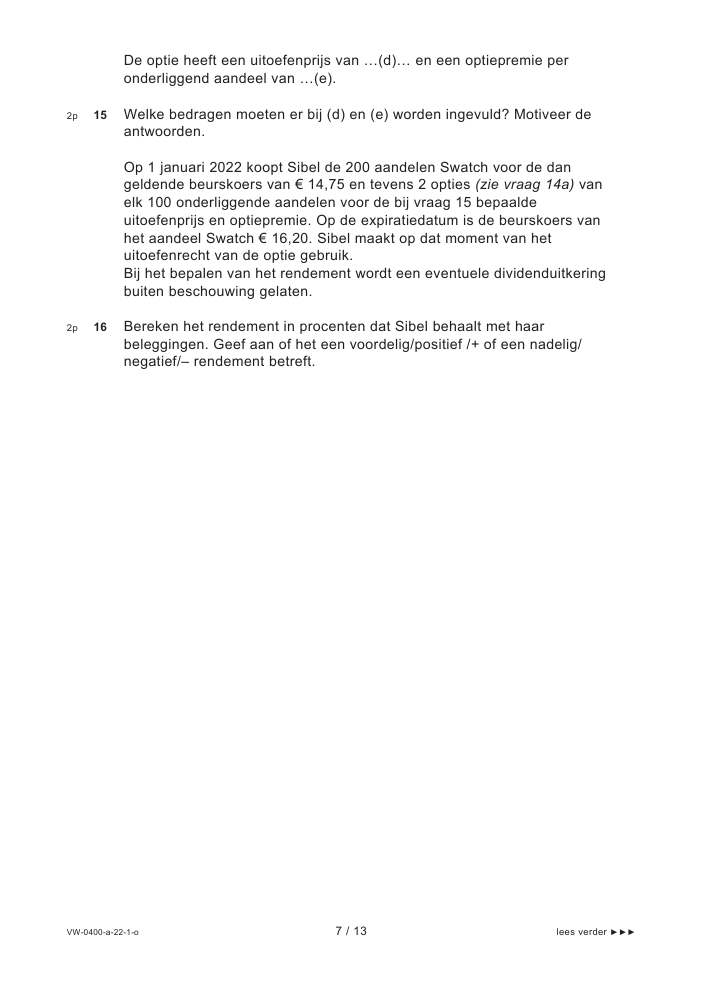 De optie heeft een uitoefenprijs van …(d)… en een optiepremie per
onderliggend aandeel van …(e).
2p 15 Welke bedragen moeten er bij (d) en (e) worden ingevuld? Motiveer de
antwoorden.
Op 1 januari 2022 koopt Sibel de 200 aandelen Swatch voor de dan
geldende beurskoers van € 14,75 en tevens 2 opties (zie vraag 14a) van
elk 100 onderliggende aandelen voor de bij vraag 15 bepaalde
uitoefenprijs en optiepremie. Op de expiratiedatum is de beurskoers van
het aandeel Swatch € 16,20. Sibel maakt op dat moment van het
uitoefenrecht van de optie gebruik.
Bij het bepalen van het rendement wordt een eventuele dividenduitkering
buiten beschouwing gelaten.
2p 16 Bereken het rendement in procenten dat Sibel behaalt met haar
beleggingen. Geef aan of het een voordelig/positief /+ of een nadelig/
negatief/– rendement betreft.
VW-0400-a-22-1-o 7 / 13 lees verder ►►►